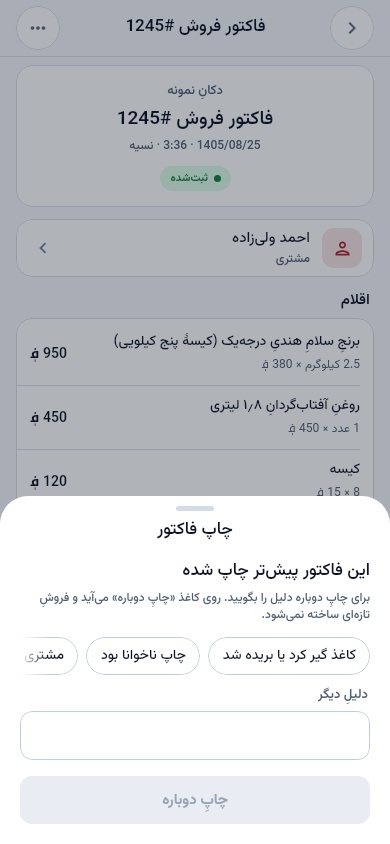 فاکتور فروش #1245
دکانِ نمونه
فاکتور فروش #1245
1405/08/25 · 3:36 · نسیه
ثبت‌شده
احمد ولی‌زاده
مشتری
اقلام
برنجِ سلامِ هندیِ درجه‌یک (کیسهٔ پنج کیلویی)
950 ؋
2.5 کیلوگرم × 380 ؋
روغنِ آفتاب‌گردانِ ۱٫۸ لیتری
450 ؋
1 عدد × 450 ؋
کیسه
120 ؋
8 × 15 ؋
چاپ فاکتور
این فاکتور پیش‌تر چاپ شده
برای چاپِ دوباره دلیل را بگویید. روی کاغذ «چاپِ دوباره» می‌آید و فروشِ
تازه‌ای ساخته نمی‌شود.
کاغذ گیر کرد یا بریده شد
چاپ ناخوانا بود
مشتری
دلیلِ دیگر
چاپِ دوباره